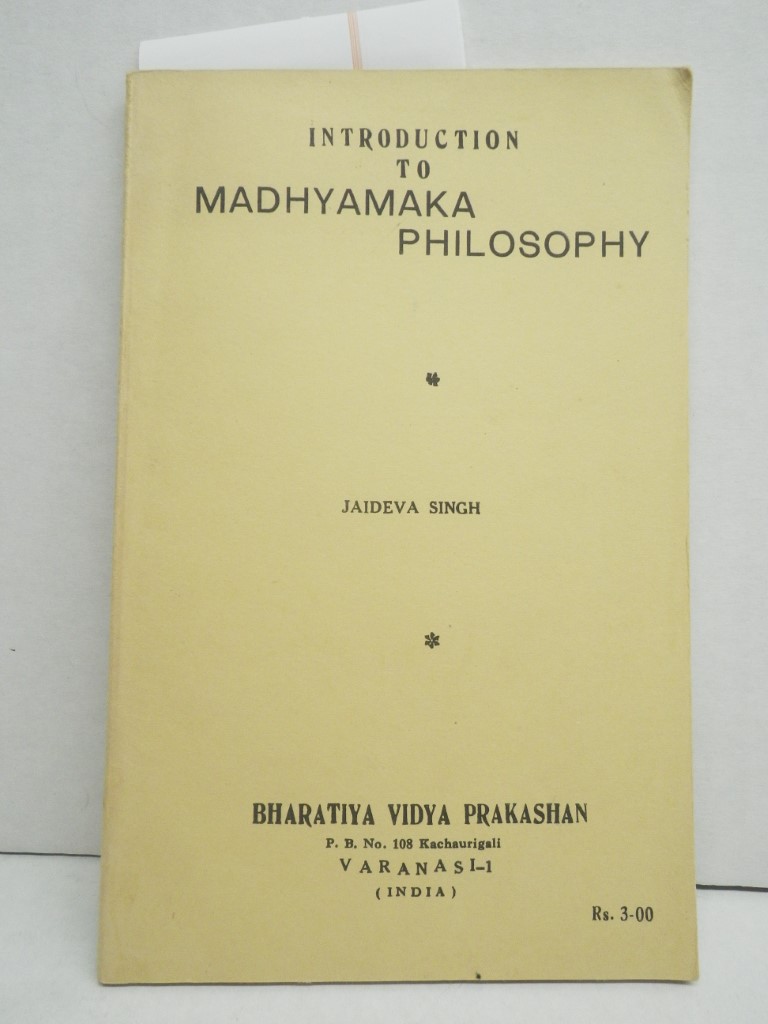 INTRODUCTION
TO
MADHYAMAKA
PHILOSOPHY
JAIDEVA SINGH
BHARATIYA VIDYA PRAKASHAN
P. B. No. 108 Kachaurigali
VARANASI-1
(INDIA)
Rs. 3-00